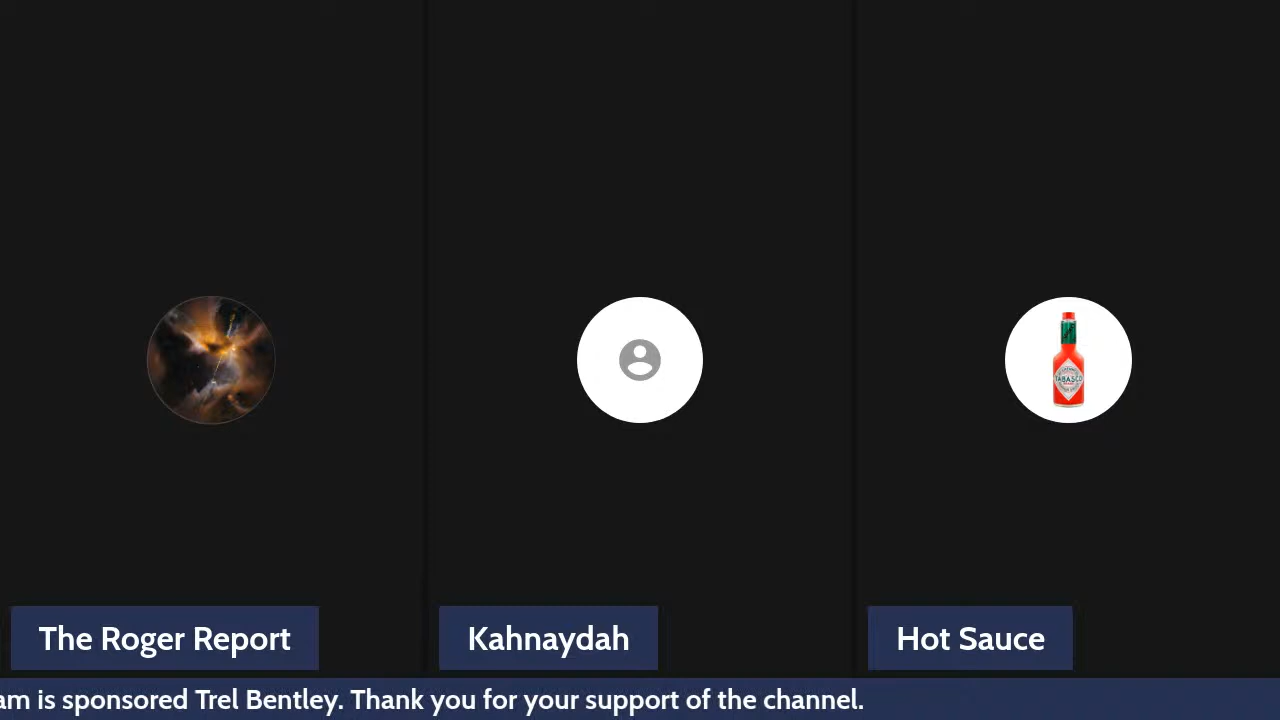 TABASCO
The Roger Report
Kahnaydah
Hot Sauce
am is sponsored Trel Bentley. Thank you for your support of the channel.